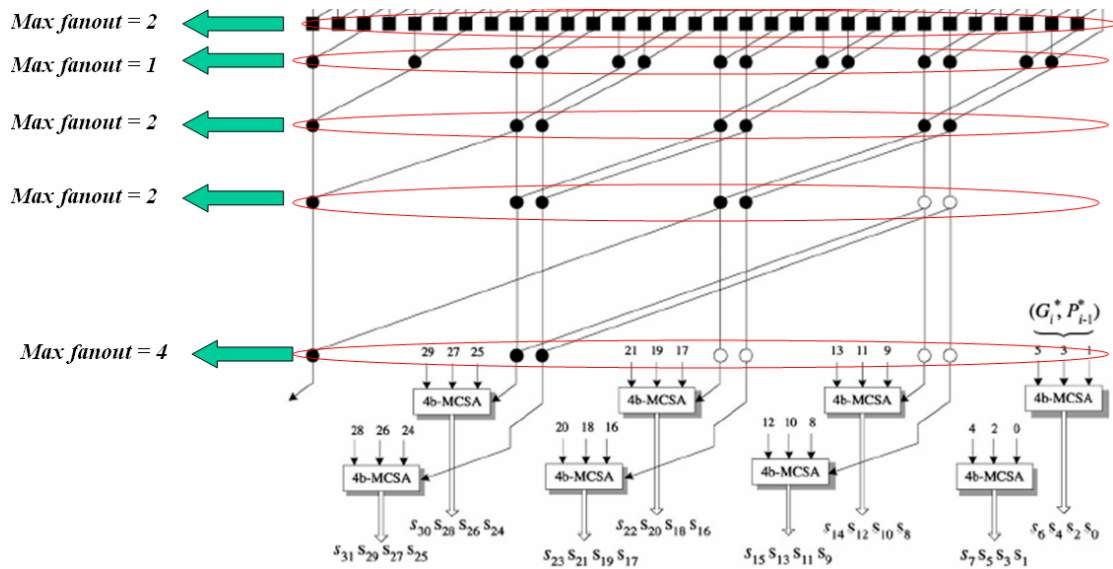 Max fanout = 2
Max fanout = 1
Max fanout = 2
Max fanout = 2
(G*i, P*i-1)
Max fanout = 4
29 27 25
21 19 17
13 11 9
5 3 1
4b-MCSA
4b-MCSA
4b-MCSA
4b-MCSA
28 26 24
20 18 16
12 10 8
4 2 0
4b-MCSA
4b-MCSA
4b-MCSA
4b-MCSA
s30 s28 s26 s24
s22 s20 s18 s16
s14 s12 s10 s8
s6 s4 s2 s0
s31 s29 s27 s25
s23 s21 s19 s17
s15 s13 s11 s9
s7 s5 s3 s1